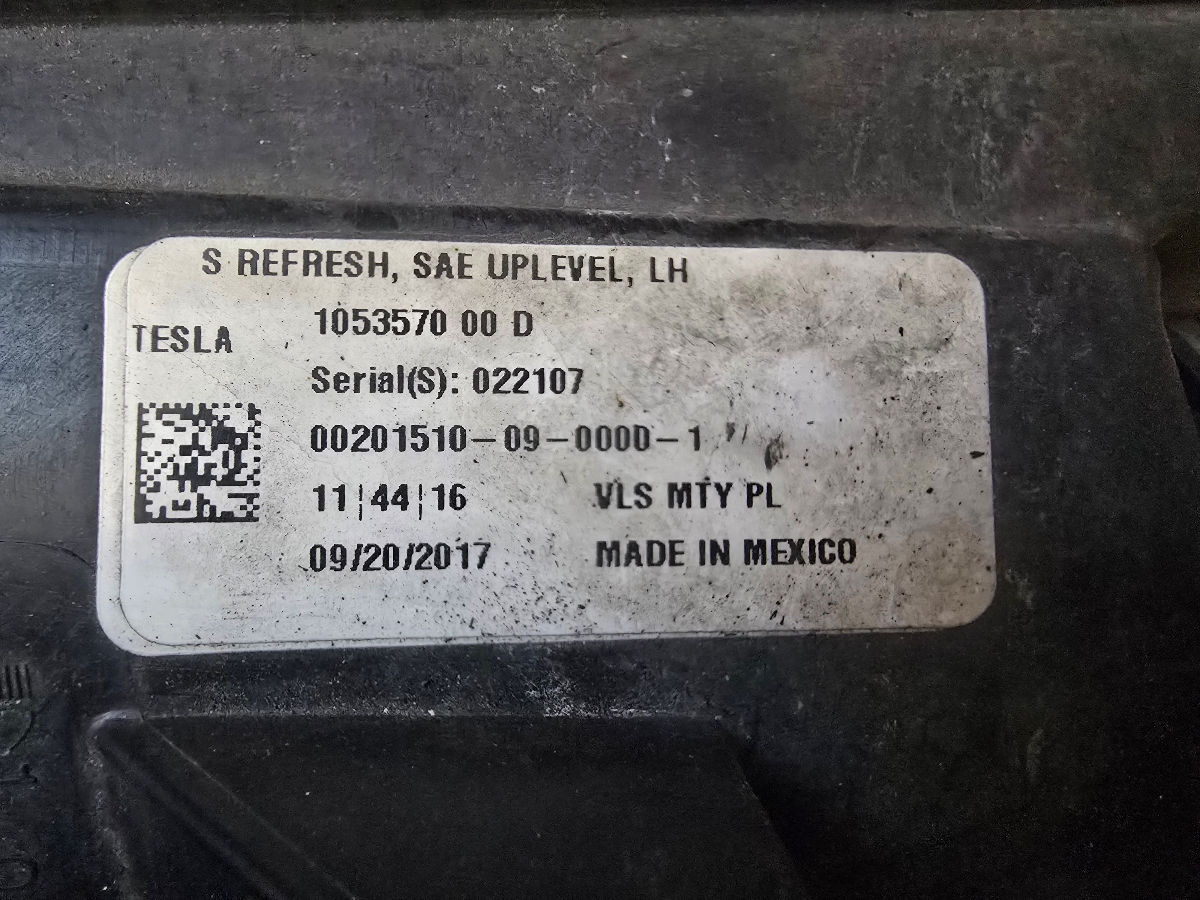 S REFRESH, SAE UPLEVEL, LH
1053570 00 D
TESLA
Serial(S): 022107
00201510-09-000D-1
11|44|16 VLS MTY PL
09/20/2017 MADE IN MEXICO